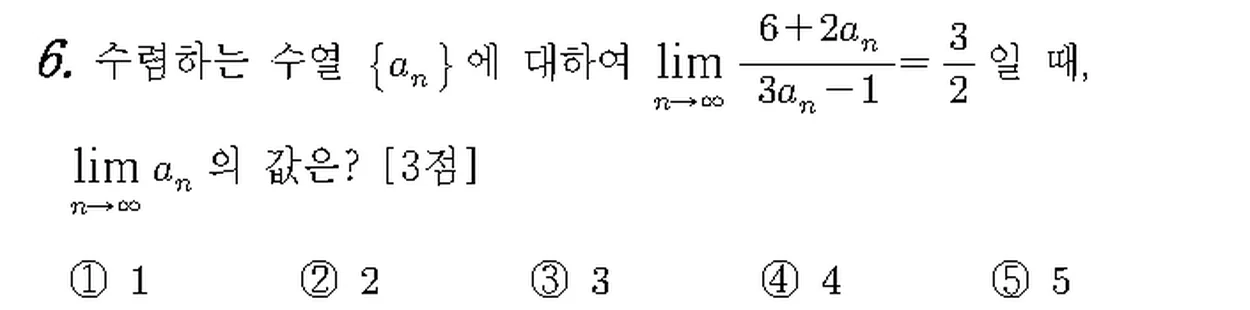 6. 수렴하는 수열 {aₙ}에 대하여 lim_{n→∞} (6+2aₙ)/(3aₙ−1) = 3/2 일 때,
lim_{n→∞} aₙ 의 값은? [3점]
① 1 ② 2 ③ 3 ④ 4 ⑤ 5